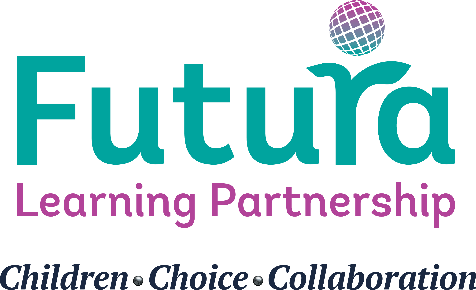 Futura
Learning Partnership
Children • Choice • Collaboration